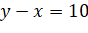 y − x = 10